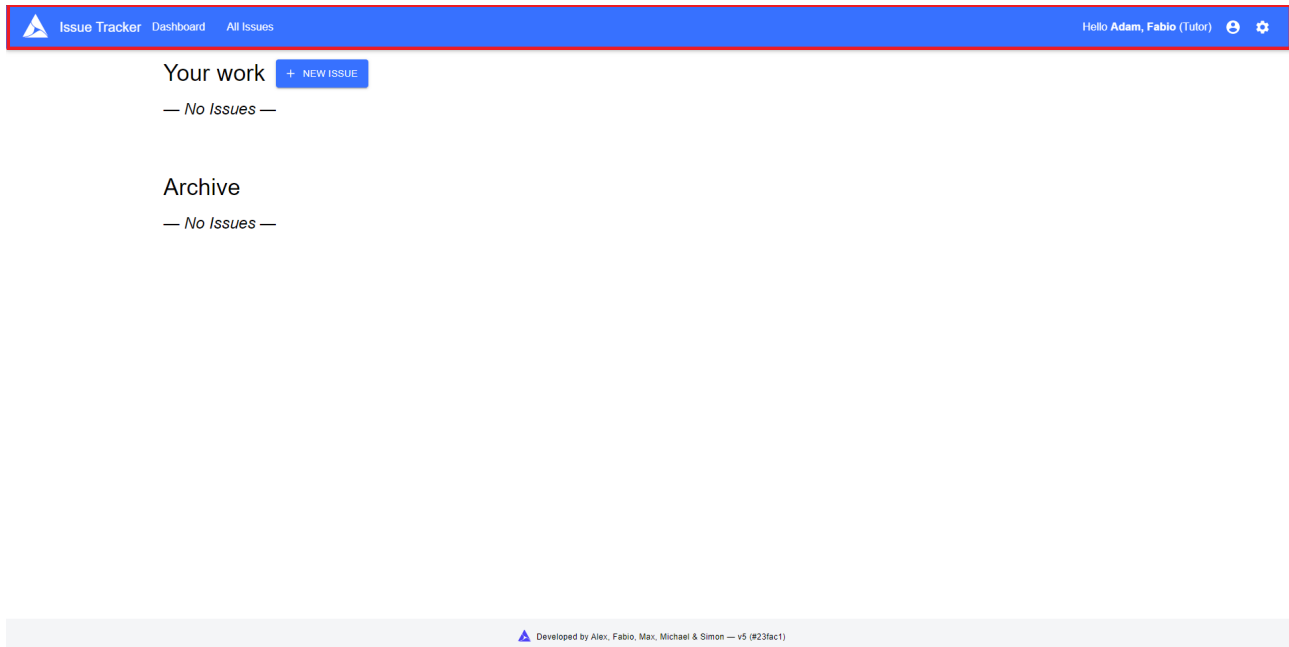 Issue Tracker Dashboard All Issues Hello Adam, Fabio (Tutor)
Your work + NEW ISSUE
— No Issues —
Archive
— No Issues —
Developed by Alex, Fabio, Max, Michael & Simon — v5 (#23fac1)